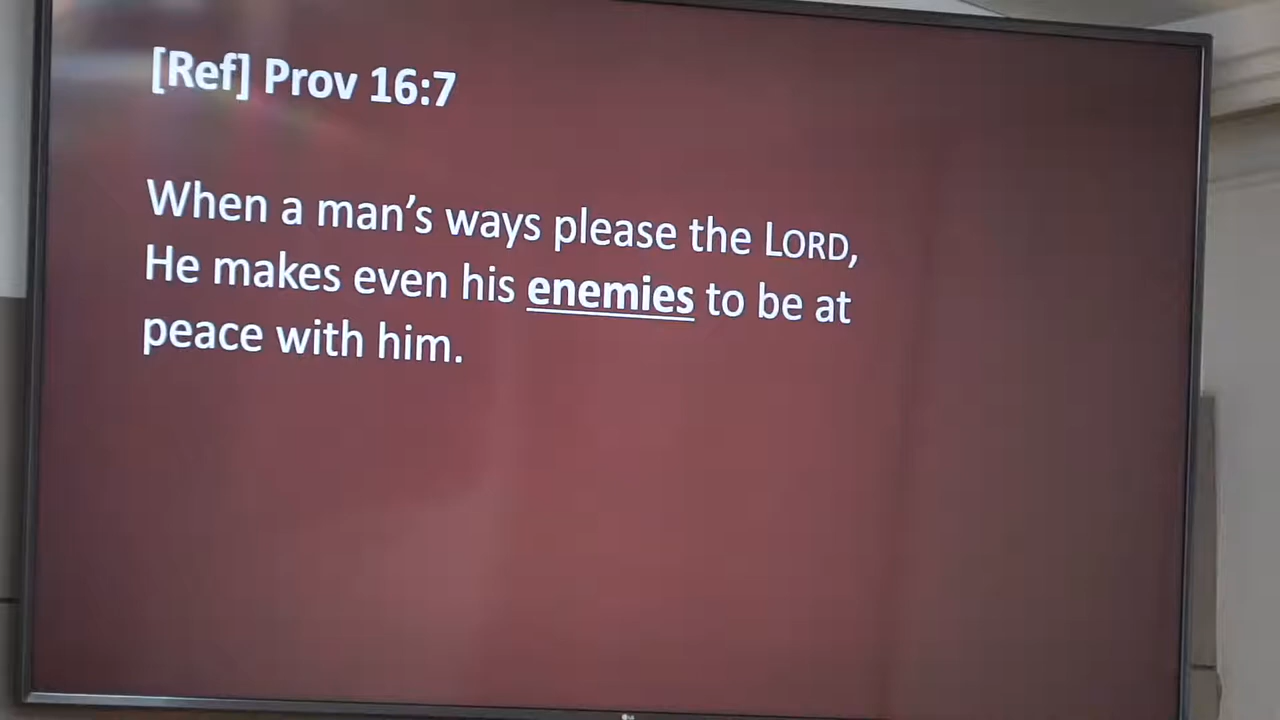 [Ref] Prov 16:7
When a man’s ways please the LORD,
He makes even his enemies to be at
peace with him.